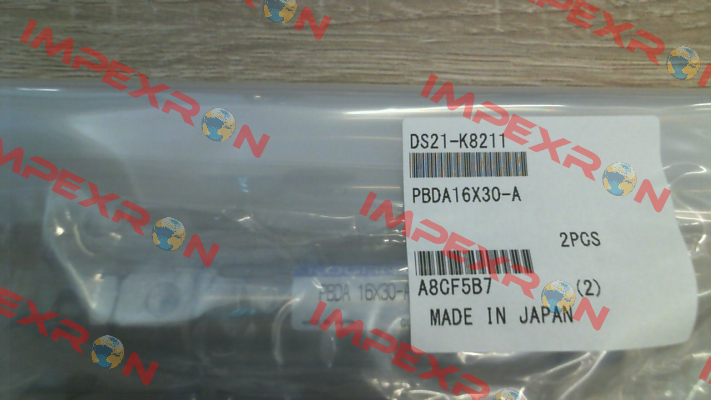 IMPEXRON
IMPEXRON
IMPEXRON
IMPEXRON
IMPEXRON
IMPEXRON
DS21-K8211
PBDA16X30-A
2PCS
A8CF5B7
(2)
MADE IN JAPAN
PBDA 16X30-A